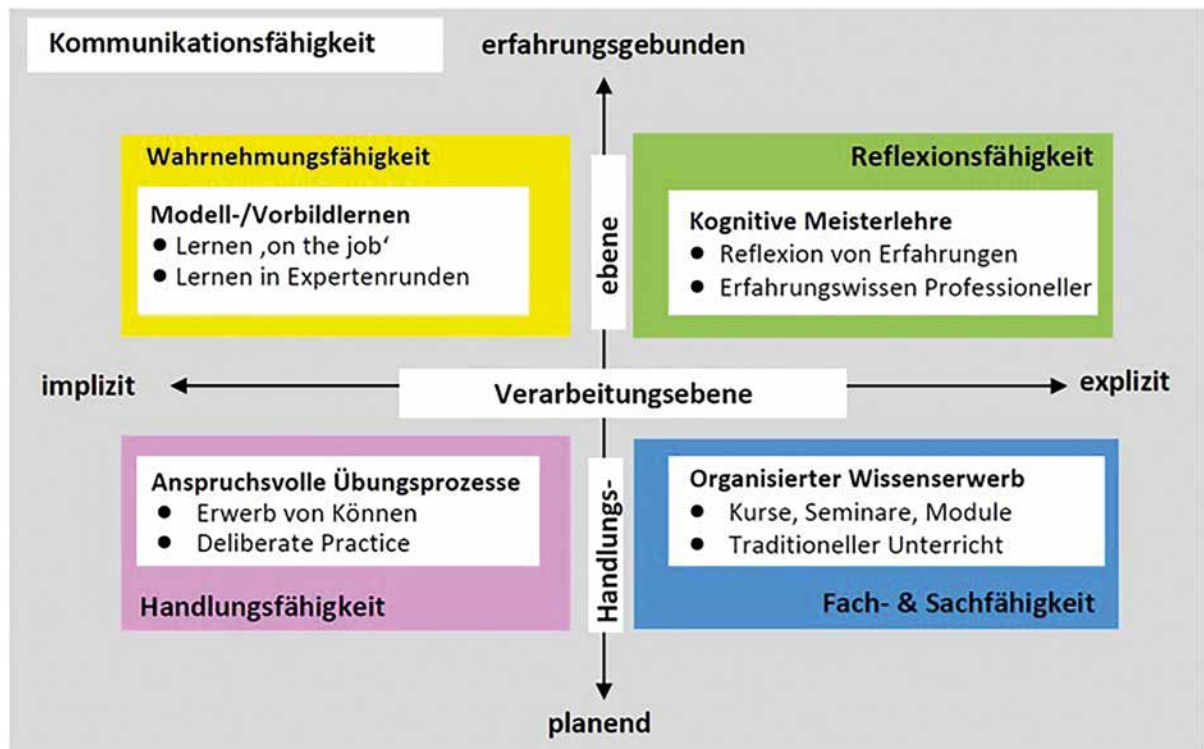 Kommunikationsfähigkeit
erfahrungsgebunden
Wahrnehmungsfähigkeit
Modell-/Vorbildlernen
● Lernen ‚on the job‘
● Lernen in Expertenrunden
Reflexionsfähigkeit
Kognitive Meisterlehre
● Reflexion von Erfahrungen
● Erfahrungswissen Professioneller
ebene
implizit
Verarbeitungsebene
explizit
Handlungs-
Anspruchsvolle Übungsprozesse
● Erwerb von Können
● Deliberate Practice
Handlungsfähigkeit
Organisierter Wissenserwerb
● Kurse, Seminare, Module
● Traditioneller Unterricht
Fach- & Sachfähigkeit
planend